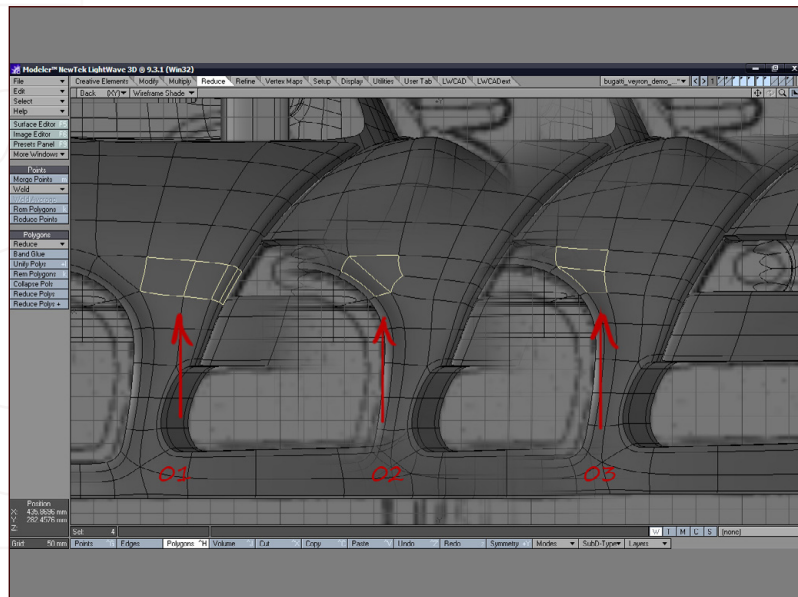 Modeler™ NewTek LightWave 3D ® 9.3.1 (Win32)
File
Creative Elements Modify Multiply Reduce Refine Vertex Maps Setup Display Utilities User Tab LWCAD LWCADext
bugatti_veyron_demo_...*
Edit
Back (XY) Wireframe Shade
Select
Help
Surface Editor F5
Image Editor F6
Presets Panel
More Windows
Points
Merge Points m
Weld
Rem Polygons k
Reduce Points
Polygons
Reduce
Band Glue
Unify Polys
Rem Polygons k
Collapse Pols
Reduce Polys
Reduce Polys +
01
02
03
Position
X: 435.8696 mm
Y: 282.4576 mm
Z:
Sel: 4
W T M C S (none)
Grid: 50 mm
Points Edges Polygons ^H Volume Cut Copy Paste Undo Redo Symmetry Modes SubD-Type Layers